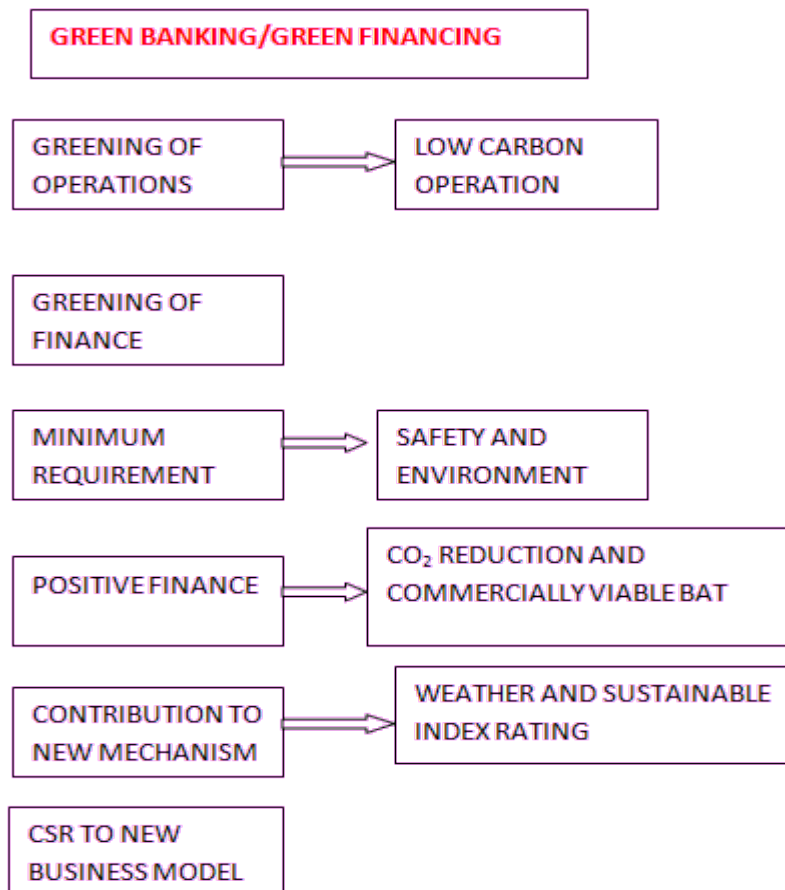 GREEN BANKING/GREEN FINANCING
GREENING OF
OPERATIONS
LOW CARBON
OPERATION
GREENING OF
FINANCE
MINIMUM
REQUIREMENT
SAFETY AND
ENVIRONMENT
POSITIVE FINANCE
CO₂ REDUCTION AND
COMMERCIALLY VIABLE BAT
CONTRIBUTION TO
NEW MECHANISM
WEATHER AND SUSTAINABLE
INDEX RATING
CSR TO NEW
BUSINESS MODEL